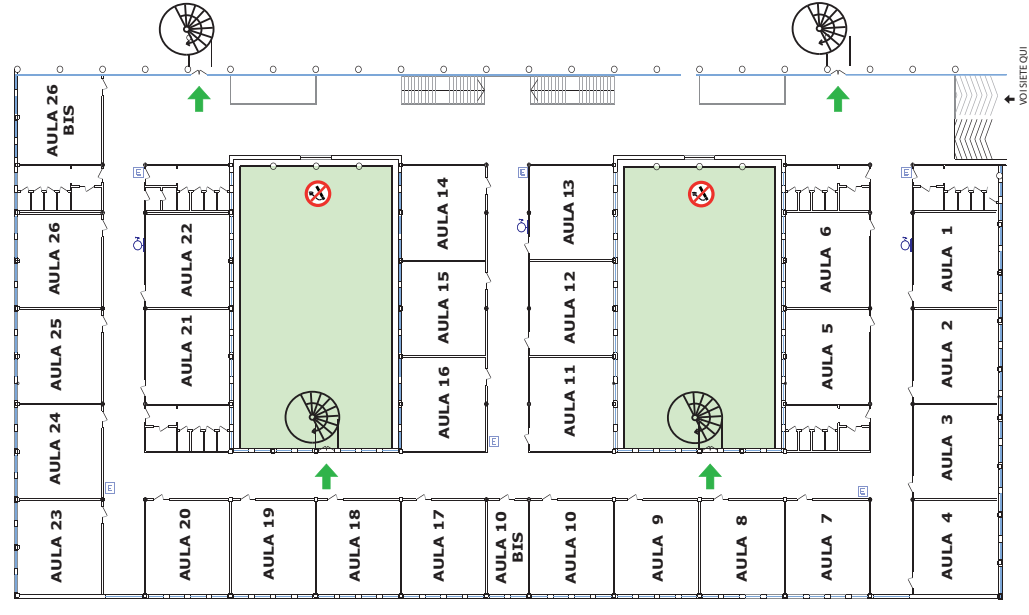 VOI SIETE QUI
AULA 26
BIS
AULA 26
AULA 22
AULA 14
AULA 13
AULA 6
AULA 1
AULA 25
AULA 21
AULA 15
AULA 12
AULA 5
AULA 2
AULA 24
AULA 16
AULA 11
AULA 3
AULA 23
AULA 20
AULA 19
AULA 18
AULA 17
AULA 10
BIS
AULA 10
AULA 9
AULA 8
AULA 7
AULA 4